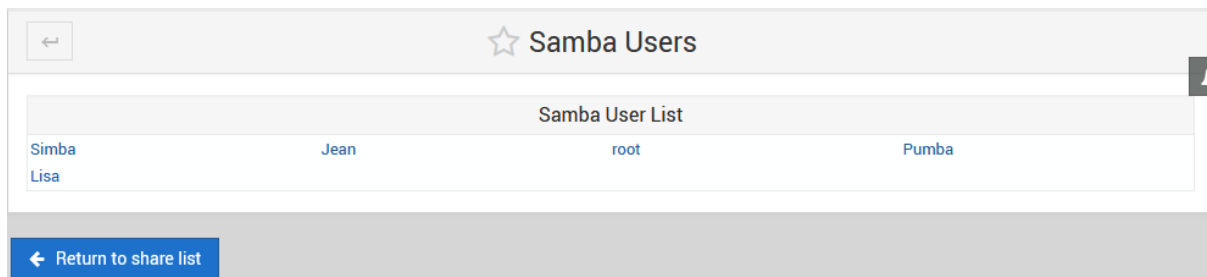 Samba Users
Samba User List
Simba Jean root Pumba
Lisa
Return to share list